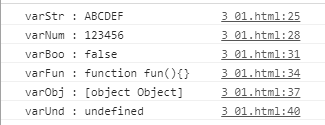 varStr : ABCDEF 3 01.html:25
varNum : 123456 3 01.html:28
varBoo : false 3 01.html:31
varFun : function fun(){} 3 01.html:34
varObj : [object Object] 3 01.html:37
varUnd : undefined 3 01.html:40